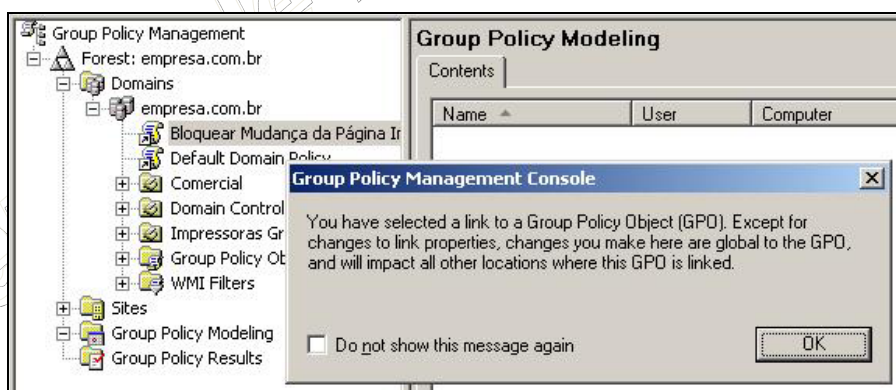 Group Policy Management
Forest: empresa.com.br
Domains
empresa.com.br
Bloquear Mudança da Página
Default Domain Policy
Comercial
Domain Control
Impressoras Gr
Group Policy Ob
WMI Filters
Sites
Group Policy Modeling
Group Policy Results
Group Policy Modeling
Contents
Name User Computer
Group Policy Management Console
You have selected a link to a Group Policy Object (GPO). Except for
changes to link properties, changes you make here are global to the GPO,
and will impact all other locations where this GPO is linked.
Do not show this message again
OK